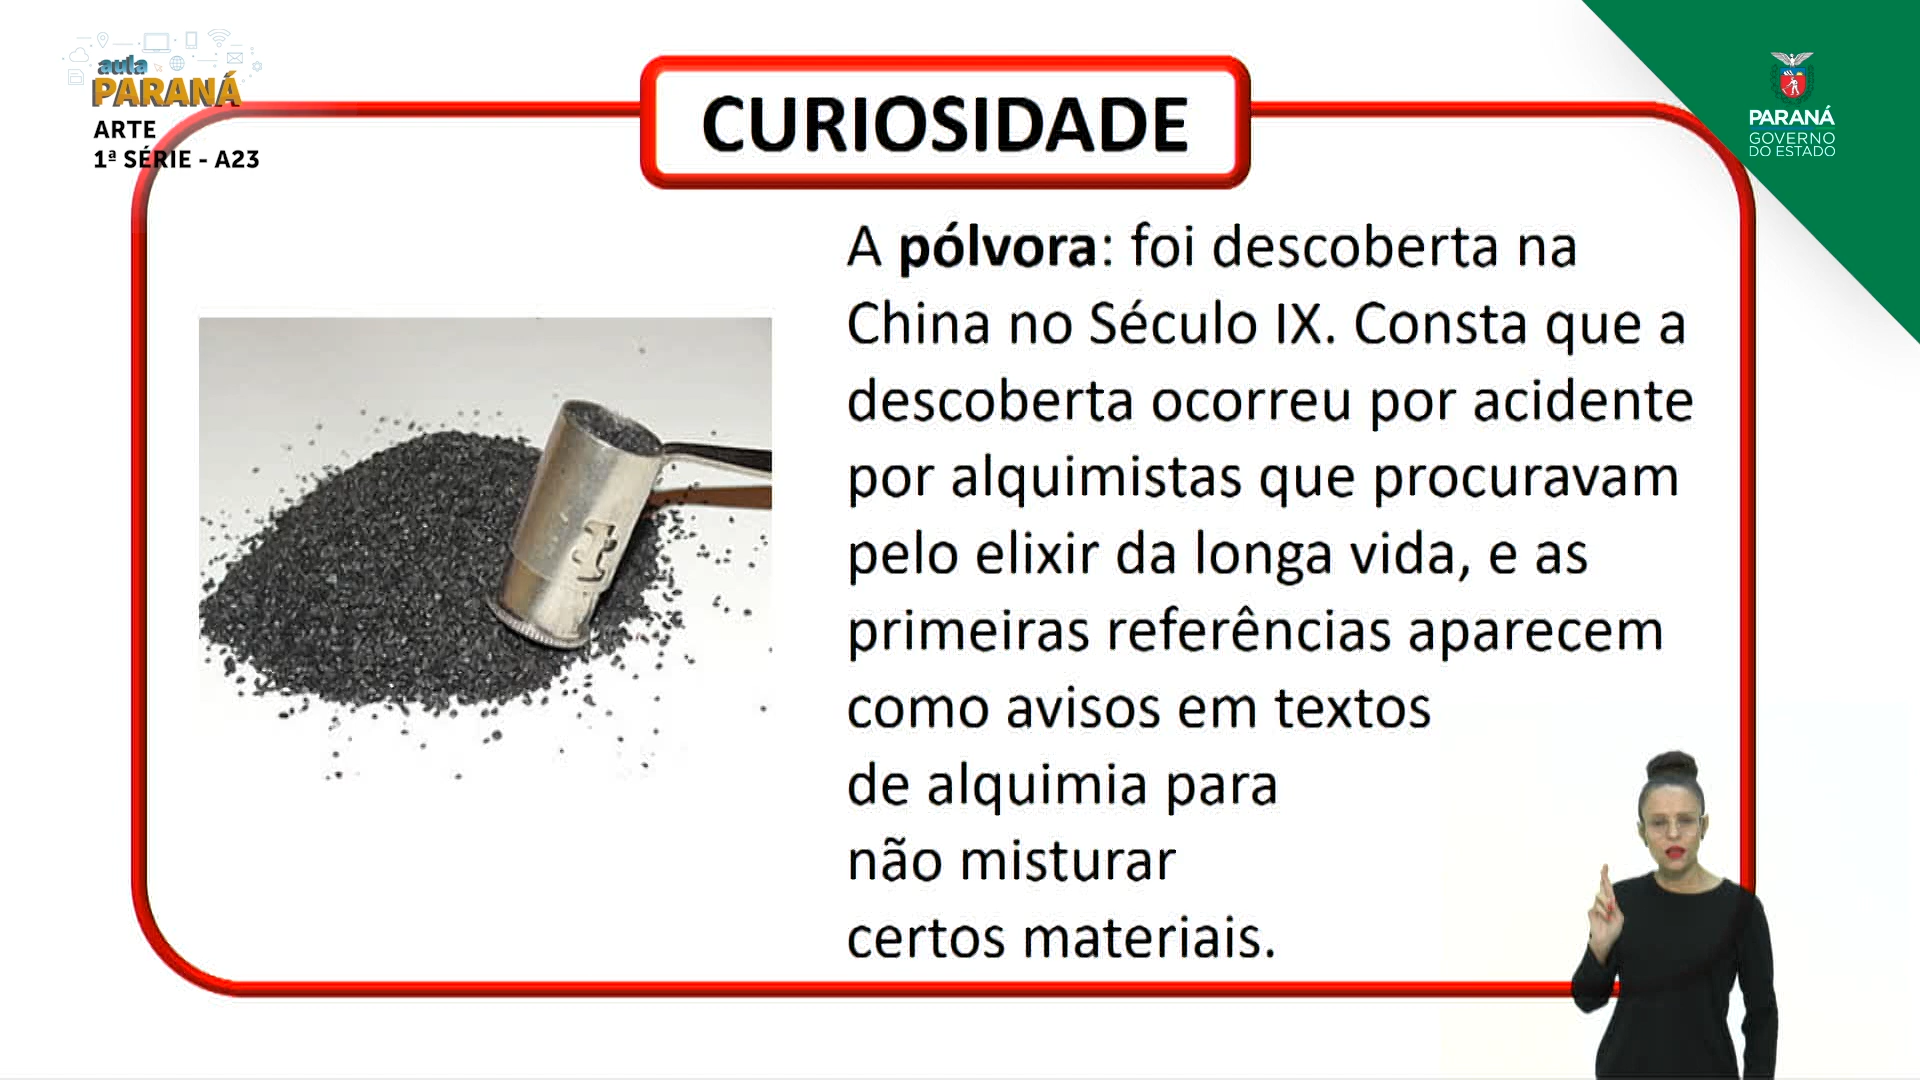 aula
PARANÁ
ARTE
1ª SÉRIE - A23
CURIOSIDADE
PARANÁ
GOVERNO
DO ESTADO
A pólvora: foi descoberta na
China no Século IX. Consta que a
descoberta ocorreu por acidente
por alquimistas que procuravam
pelo elixir da longa vida, e as
primeiras referências aparecem
como avisos em textos
de alquimia para
não misturar
certos materiais.